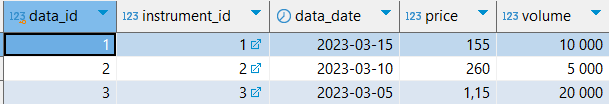 123 data_id 123 instrument_id data_date 123 price 123 volume
1 1 2023-03-15 155 10 000
2 2 2023-03-10 260 5 000
3 3 2023-03-05 1,15 20 000